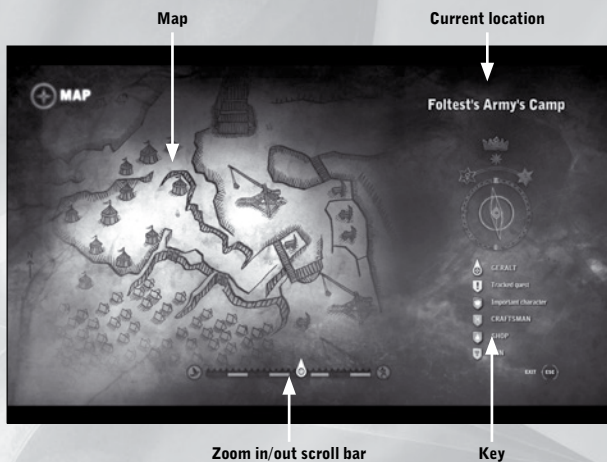 Map
Current location
MAP
Foltest's Army's Camp
GERALT
Tracked quest
Important character
CRAFTSMAN
SHOP
EXIT
ESC
Zoom in/out scroll bar
Key